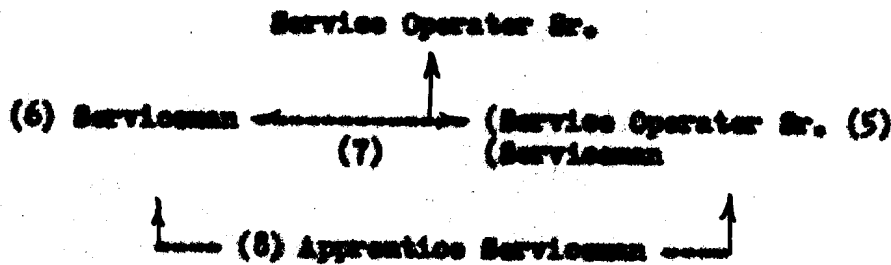 Service Operator Sr.
(6) Serviceman (Service Operator Sr. (5)
(7) (Serviceman
(8) Apprentice Serviceman